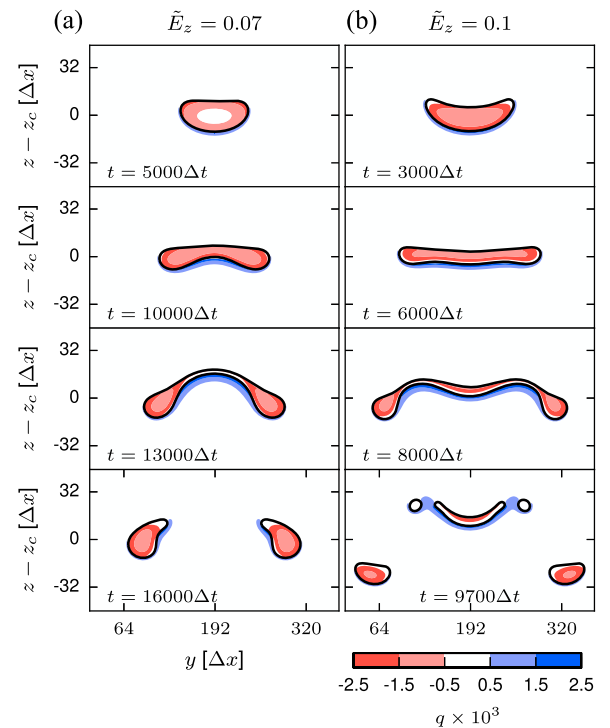 (a) Ẽz = 0.07 (b) Ẽz = 0.1
z − zc [Δx]
32
0
-32
t = 5000Δt
t = 3000Δt
z − zc [Δx]
32
0
-32
t = 10000Δt
t = 6000Δt
z − zc [Δx]
32
0
-32
t = 13000Δt
t = 8000Δt
z − zc [Δx]
32
0
-32
t = 16000Δt
t = 9700Δt
64 192 320
64 192 320
y [Δx]
-2.5 -1.5 -0.5 0.5 1.5 2.5
q × 10³